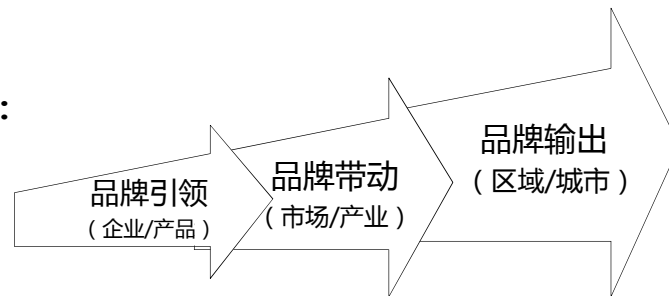 :
品牌引领
（企业/产品）
品牌带动
（市场/产业）
品牌输出
（区域/城市）